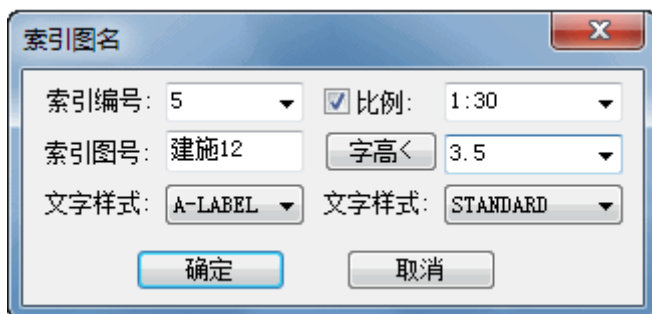 索引图名
索引编号: 5 比例: 1:30
索引图号: 建施12 字高< 3.5
文字样式: A-LABEL 文字样式: STANDARD
确定 取消